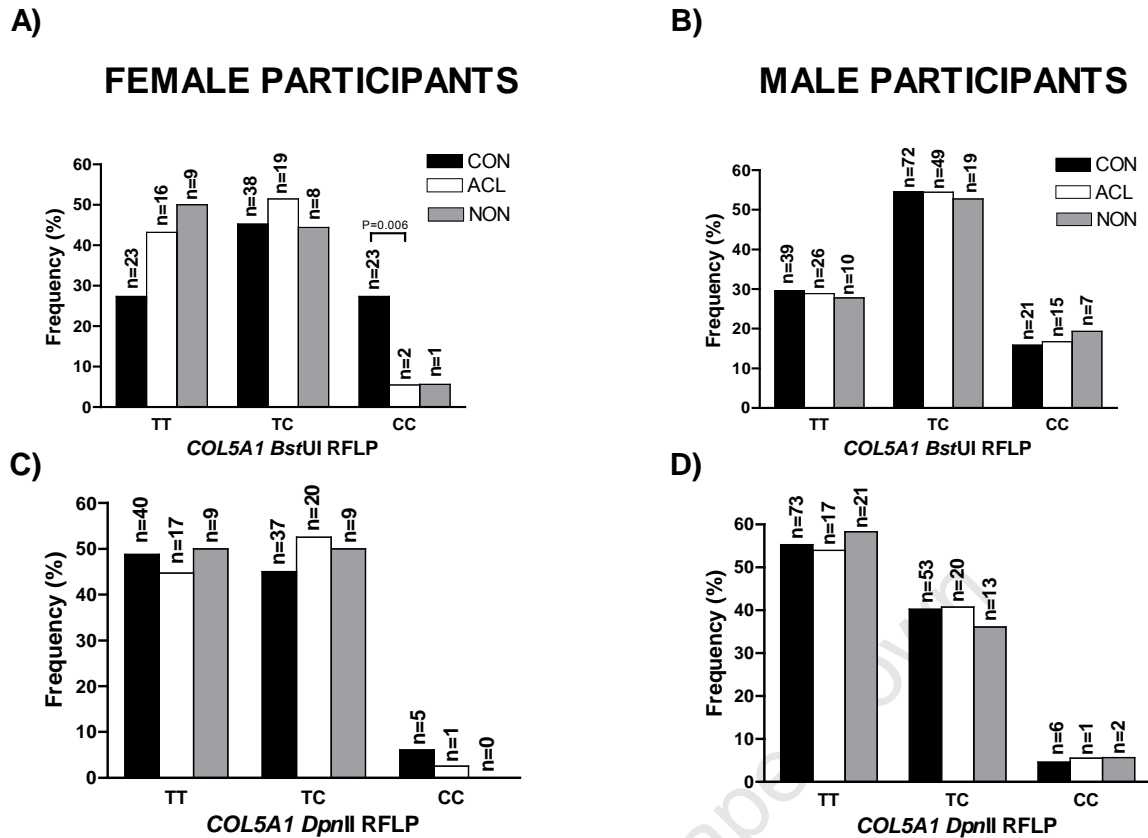 A)
FEMALE PARTICIPANTS
Frequency (%)
60
50
40
30
20
10
0
n=23
n=16
n=9
n=38
n=19
n=8
P=0.006
n=23
n=2
n=1
CON
ACL
NON
TT TC CC
COL5A1 BstUI RFLP
B)
MALE PARTICIPANTS
Frequency (%)
60
50
40
30
20
10
0
n=39
n=26
n=10
n=72
n=49
n=19
n=21
n=15
n=7
CON
ACL
NON
TT TC CC
COL5A1 BstUI RFLP
C)
Frequency (%)
60
50
40
30
20
10
0
n=40
n=17
n=9
n=37
n=20
n=9
n=5
n=1
n=0
TT TC CC
COL5A1 DpnII RFLP
D)
Frequency (%)
60
50
40
30
20
10
0
n=73
n=17
n=21
n=53
n=20
n=13
n=6
n=1
n=2
TT TC CC
COL5A1 DpnII RFLP